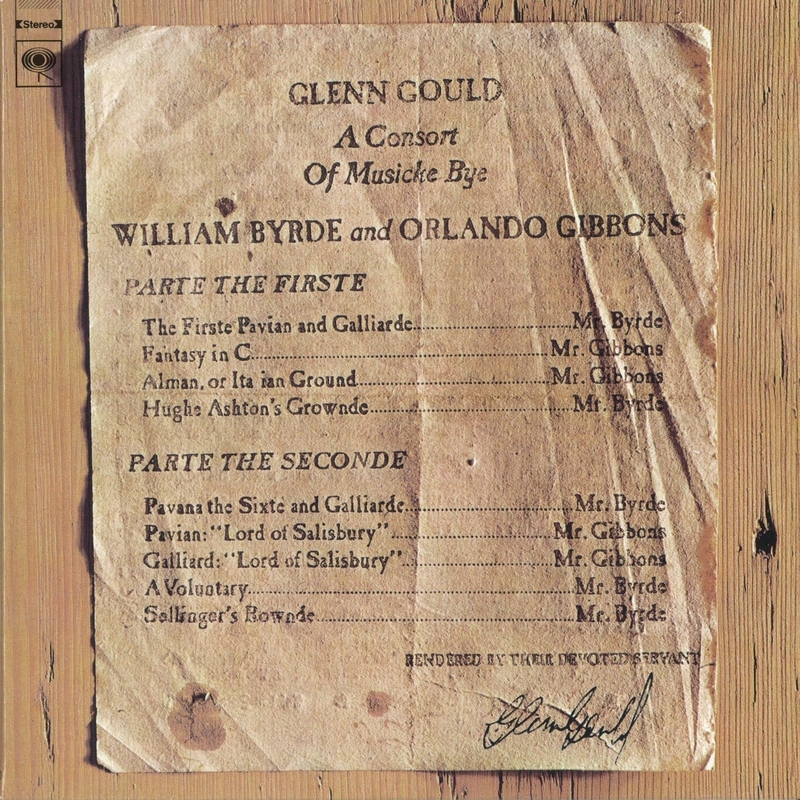 Stereo
GLENN GOULD
A Consort
Of Musicke Bye
WILLIAM BYRDE and ORLANDO GIBBONS
PARTE THE FIRSTE
The Firste Pavian and Galliarde..............................Mr. Byrde
Fantasy in C..............................Mr. Gibbons
Alman, or Ita ian Ground..............................Mr. Gibbons
Hughe Ashton's Grownde..............................Mr. Byrde
PARTE THE SECONDE
Pavana the Sixte and Galliarde..............................Mr. Byrde
Pavian: "Lord of Salisbury"..............................Mr. Gibbons
Galliard: "Lord of Salisbury"..............................Mr. Gibbons
A Voluntary..............................Mr. Byrde
Sellinger's Rownde..............................Mr. Byrde
RENDERED BY THEIR DEVOTED SERVANT
Glenn Gould